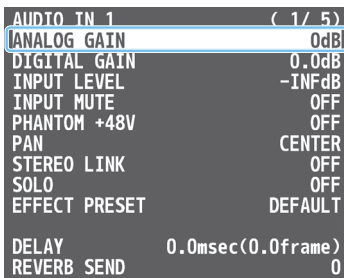 AUDIO IN 1 ( 1/ 5)
ANALOG GAIN 0dB
DIGITAL GAIN 0.0dB
INPUT LEVEL -INFdB
INPUT MUTE OFF
PHANTOM +48V OFF
PAN CENTER
STEREO LINK OFF
SOLO OFF
EFFECT PRESET DEFAULT
DELAY 0.0msec(0.0frame)
REVERB SEND 0